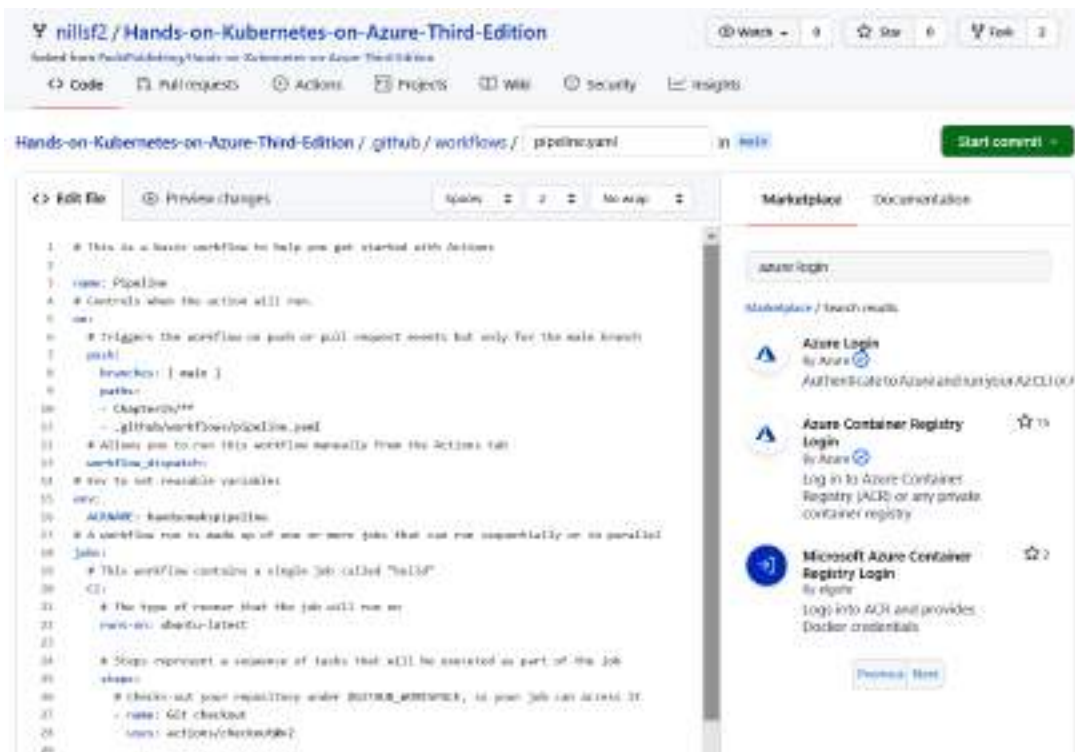 nillsf2 / Hands-on-Kubernetes-on-Azure-Third-Edition
forked from PacktPublishing/Hands-on-Kubernetes-on-Azure-Third-Edition
Watch 0 Star 0 Fork
Code Pull requests Actions Projects Wiki Security Insights
Hands-on-Kubernetes-on-Azure-Third-Edition / .github / workflows / pipeline.yaml in main
Start commit
<> Edit file Preview changes Spaces 2 No wrap
Marketplace Documentation
1 # This is a basic workflow to help you get started with Actions
2
3 name: Pipeline
4 # Controls when the action will run.
5 on:
6 # Triggers the workflow on push or pull request events but only for the main branch
7 push:
8 branches: [ main ]
9 paths:
10 - Chapter15/**
11 - .github/workflows/pipeline.yaml
12 # Allows you to run this workflow manually from the Actions tab
13 workflow_dispatch:
14 # Env to set reusable variables
15 env:
16 ACRNAME:
17 # A workflow run is made up of one or more jobs that can run sequentially or in parallel
18 jobs:
19 # This workflow contains a single job called "build"
20 CI:
21 # The type of runner that the job will run on
22 runs-on: ubuntu-latest
23
24 # Steps represent a sequence of tasks that will be executed as part of the job
25 steps:
26 # Checks-out your repository under $GITHUB_WORKSPACE, so your job can access it
27 - name: Git checkout
28 uses: actions/checkout@v2
29
azure login
Marketplace / Search results
Azure Login
By Azure
Authenticate to Azure and run your AZ CLI or
Azure Container Registry Login
By Azure
Log in to Azure Container
Registry (ACR) or any private
container registry
Microsoft Azure Container
Registry Login
By
Logs into ACR and provides
Docker credentials
Previous Next